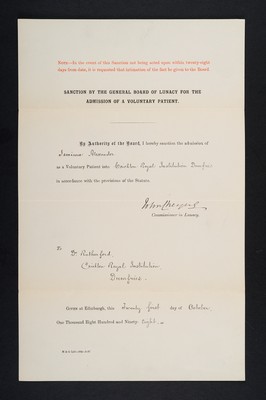 NOTE.—In the event of this Sanction not being acted upon within twenty-eight
days from date, it is requested that intimation of the fact be given to the Board.
SANCTION BY THE GENERAL BOARD OF LUNACY FOR THE
ADMISSION OF A VOLUNTARY PATIENT.
By Authority of the Board, I hereby sanction the admission of
Jemima Alexander
as a Voluntary Patient into Crichton Royal Institution Dumfries
in accordance with the provisions of the Statute.
John
Commissioner in Lunacy.
To
Dr. Rutherford,
Crichton Royal Institution,
Dumfries.
Given at Edinburgh, this Twenty first day of October
One Thousand Eight Hundred and Ninety-Eight.